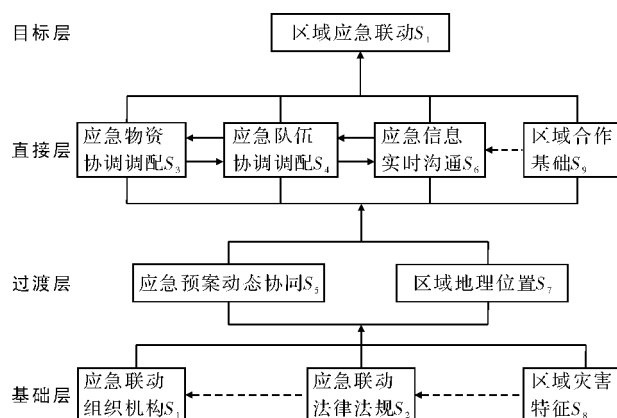 目标层
区域应急联动S₁
直接层
应急物资
协调调配S₃
应急队伍
协调调配S₄
应急信息
实时沟通S₆
区域合作
基础S₉
过渡层
应急预案动态协同S₅
区域地理位置S₇
基础层
应急联动
组织机构S₁
应急联动
法律法规S₂
区域灾害
特征S₈